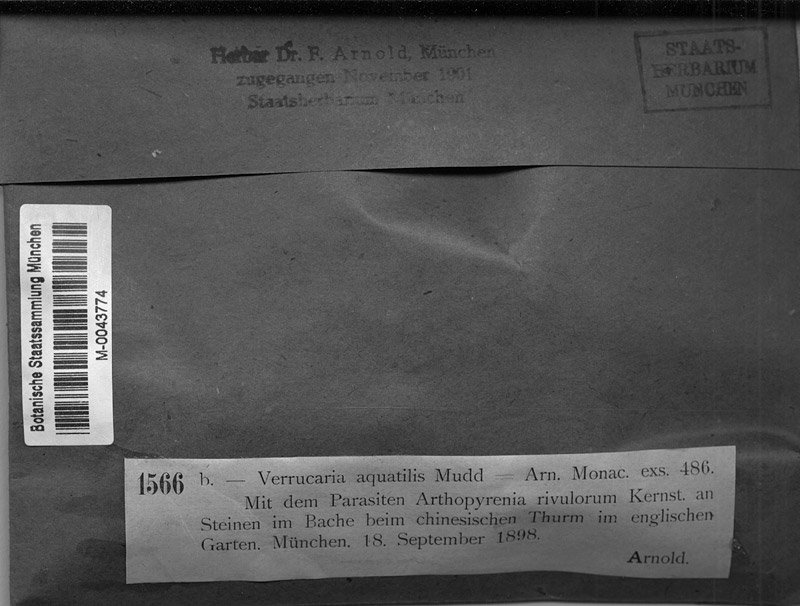 Herbar Dr. F. Arnold, München
zugegangen November 1901
Staatsherbarium München
STAATS-
HERBARIUM
MÜNCHEN
Botanische Staatssammlung München
M-0043774
1566 b. — Verrucaria aquatilis Mudd — Arn. Monac. exs. 486.
Mit dem Parasiten Arthopyrenia rivulorum Kernst. an
Steinen im Bache beim chinesischen Thurm im englischen
Garten. München. 18. September 1898.
Arnold.